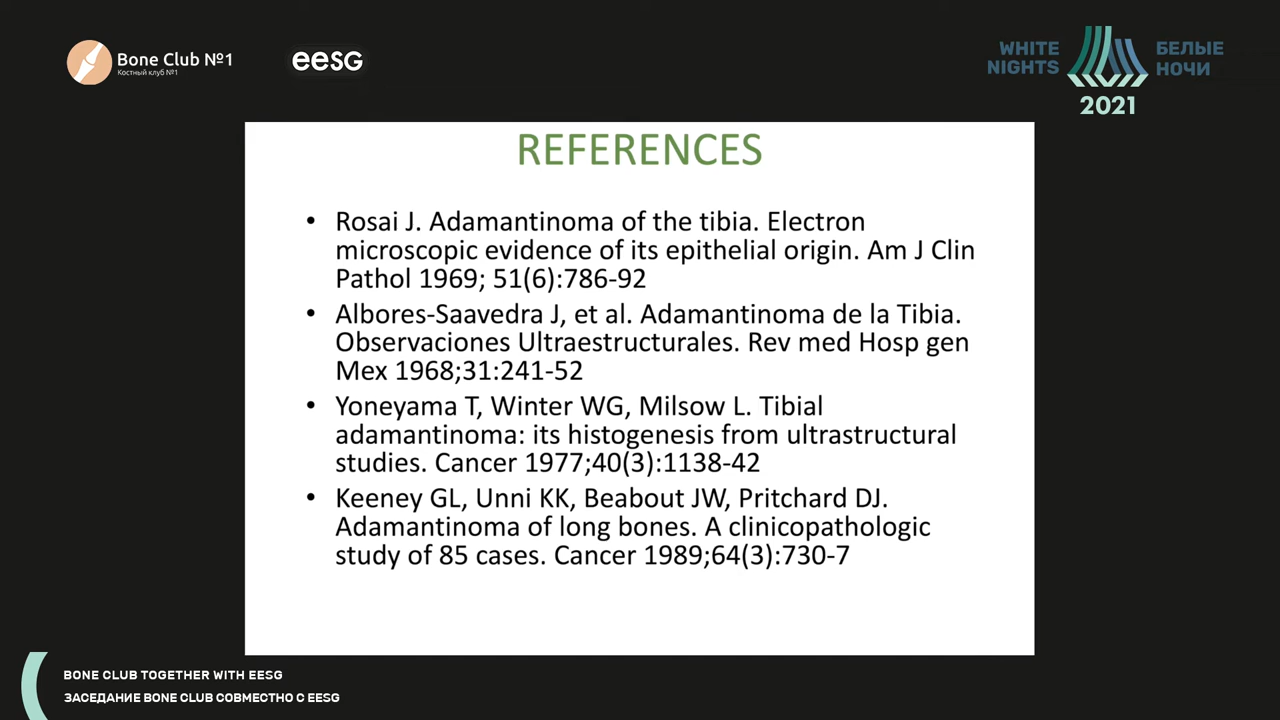 Bone Club №1
Костный клуб №1
eesg
WHITE
NIGHTS
БЕЛЫЕ
НОЧИ
2021
REFERENCES
• Rosai J. Adamantinoma of the tibia. Electron
microscopic evidence of its epithelial origin. Am J Clin
Pathol 1969; 51(6):786-92
• Albores-Saavedra J, et al. Adamantinoma de la Tibia.
Observaciones Ultraestructurales. Rev med Hosp gen
Mex 1968;31:241-52
• Yoneyama T, Winter WG, Milsow L. Tibial
adamantinoma: its histogenesis from ultrastructural
studies. Cancer 1977;40(3):1138-42
• Keeney GL, Unni KK, Beabout JW, Pritchard DJ.
Adamantinoma of long bones. A clinicopathologic
study of 85 cases. Cancer 1989;64(3):730-7
BONE CLUB TOGETHER WITH EESG
ЗАСЕДАНИЕ BONE CLUB СОВМЕСТНО С EESG